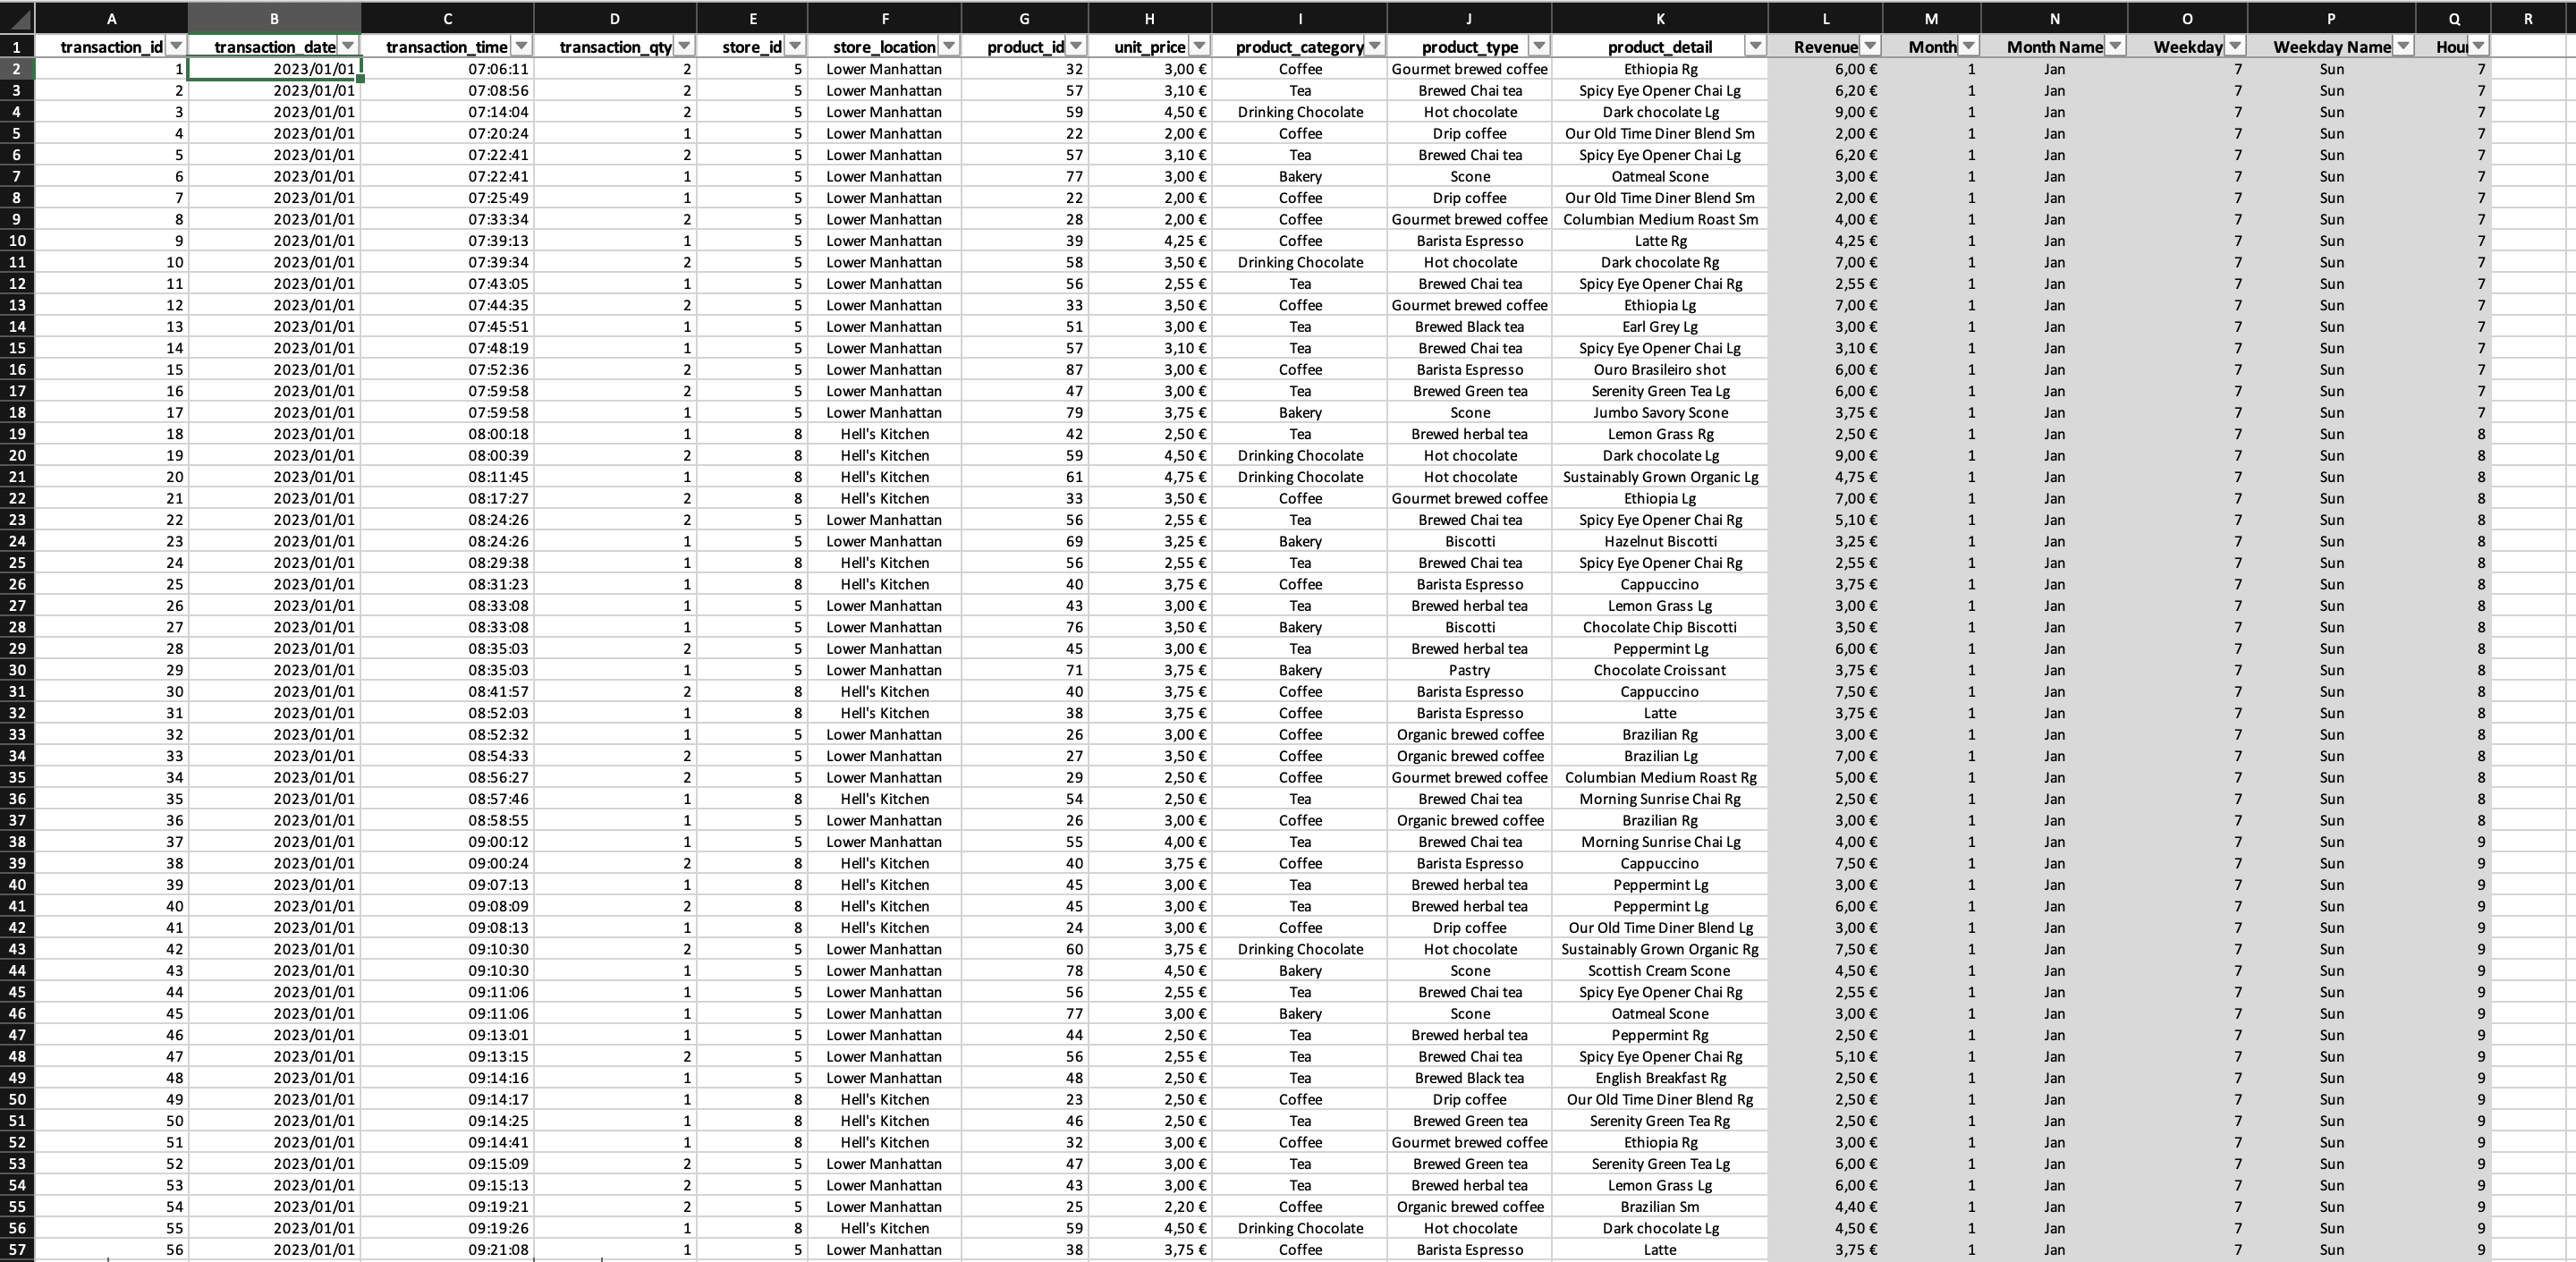 A B C D E F G H I J K L M N O P Q R
1 transaction_id transaction_date transaction_time transaction_qty store_id store_location product_id unit_price product_category product_type product_detail Revenue Month Month Name Weekday Weekday Name Hour
2 1 2023/01/01 07:06:11 2 5 Lower Manhattan 32 3,00 € Coffee Gourmet brewed coffee Ethiopia Rg 6,00 € 1 Jan 7 Sun 7
3 2 2023/01/01 07:08:56 2 5 Lower Manhattan 57 3,10 € Tea Brewed Chai tea Spicy Eye Opener Chai Lg 6,20 € 1 Jan 7 Sun 7
4 3 2023/01/01 07:14:04 2 5 Lower Manhattan 59 4,50 € Drinking Chocolate Hot chocolate Dark chocolate Lg 9,00 € 1 Jan 7 Sun 7
5 4 2023/01/01 07:20:24 1 5 Lower Manhattan 22 2,00 € Coffee Drip coffee Our Old Time Diner Blend Sm 2,00 € 1 Jan 7 Sun 7
6 5 2023/01/01 07:22:41 2 5 Lower Manhattan 57 3,10 € Tea Brewed Chai tea Spicy Eye Opener Chai Lg 6,20 € 1 Jan 7 Sun 7
7 6 2023/01/01 07:22:41 1 5 Lower Manhattan 77 3,00 € Bakery Scone Oatmeal Scone 3,00 € 1 Jan 7 Sun 7
8 7 2023/01/01 07:25:49 1 5 Lower Manhattan 22 2,00 € Coffee Drip coffee Our Old Time Diner Blend Sm 2,00 € 1 Jan 7 Sun 7
9 8 2023/01/01 07:33:34 2 5 Lower Manhattan 28 2,00 € Coffee Gourmet brewed coffee Columbian Medium Roast Sm 4,00 € 1 Jan 7 Sun 7
10 9 2023/01/01 07:39:13 1 5 Lower Manhattan 39 4,25 € Coffee Barista Espresso Latte Rg 4,25 € 1 Jan 7 Sun 7
11 10 2023/01/01 07:39:34 2 5 Lower Manhattan 58 3,50 € Drinking Chocolate Hot chocolate Dark chocolate Rg 7,00 € 1 Jan 7 Sun 7
12 11 2023/01/01 07:43:05 1 5 Lower Manhattan 56 2,55 € Tea Brewed Chai tea Spicy Eye Opener Chai Rg 2,55 € 1 Jan 7 Sun 7
13 12 2023/01/01 07:44:35 2 5 Lower Manhattan 33 3,50 € Coffee Gourmet brewed coffee Ethiopia Lg 7,00 € 1 Jan 7 Sun 7
14 13 2023/01/01 07:45:51 1 5 Lower Manhattan 51 3,00 € Tea Brewed Black tea Earl Grey Lg 3,00 € 1 Jan 7 Sun 7
15 14 2023/01/01 07:48:19 1 5 Lower Manhattan 57 3,10 € Tea Brewed Chai tea Spicy Eye Opener Chai Lg 3,10 € 1 Jan 7 Sun 7
16 15 2023/01/01 07:52:36 2 5 Lower Manhattan 87 3,00 € Coffee Barista Espresso Ouro Brasileiro shot 6,00 € 1 Jan 7 Sun 7
17 16 2023/01/01 07:59:58 2 5 Lower Manhattan 47 3,00 € Tea Brewed Green tea Serenity Green Tea Lg 6,00 € 1 Jan 7 Sun 7
18 17 2023/01/01 07:59:58 1 5 Lower Manhattan 79 3,75 € Bakery Scone Jumbo Savory Scone 3,75 € 1 Jan 7 Sun 7
19 18 2023/01/01 08:00:18 1 8 Hell's Kitchen 42 2,50 € Tea Brewed herbal tea Lemon Grass Rg 2,50 € 1 Jan 7 Sun 8
20 19 2023/01/01 08:00:39 2 8 Hell's Kitchen 59 4,50 € Drinking Chocolate Hot chocolate Dark chocolate Lg 9,00 € 1 Jan 7 Sun 8
21 20 2023/01/01 08:11:45 1 8 Hell's Kitchen 61 4,75 € Drinking Chocolate Hot chocolate Sustainably Grown Organic Lg 4,75 € 1 Jan 7 Sun 8
22 21 2023/01/01 08:17:27 2 8 Hell's Kitchen 33 3,50 € Coffee Gourmet brewed coffee Ethiopia Lg 7,00 € 1 Jan 7 Sun 8
23 22 2023/01/01 08:24:26 2 5 Lower Manhattan 56 2,55 € Tea Brewed Chai tea Spicy Eye Opener Chai Rg 5,10 € 1 Jan 7 Sun 8
24 23 2023/01/01 08:24:26 1 5 Lower Manhattan 69 3,25 € Bakery Biscotti Hazelnut Biscotti 3,25 € 1 Jan 7 Sun 8
25 24 2023/01/01 08:29:38 1 8 Hell's Kitchen 56 2,55 € Tea Brewed Chai tea Spicy Eye Opener Chai Rg 2,55 € 1 Jan 7 Sun 8
26 25 2023/01/01 08:31:23 1 8 Hell's Kitchen 40 3,75 € Coffee Barista Espresso Cappuccino 3,75 € 1 Jan 7 Sun 8
27 26 2023/01/01 08:33:08 1 5 Lower Manhattan 43 3,00 € Tea Brewed herbal tea Lemon Grass Lg 3,00 € 1 Jan 7 Sun 8
28 27 2023/01/01 08:33:08 1 5 Lower Manhattan 76 3,50 € Bakery Biscotti Chocolate Chip Biscotti 3,50 € 1 Jan 7 Sun 8
29 28 2023/01/01 08:35:03 2 5 Lower Manhattan 45 3,00 € Tea Brewed herbal tea Peppermint Lg 6,00 € 1 Jan 7 Sun 8
30 29 2023/01/01 08:35:03 1 5 Lower Manhattan 71 3,75 € Bakery Pastry Chocolate Croissant 3,75 € 1 Jan 7 Sun 8
31 30 2023/01/01 08:41:57 2 8 Hell's Kitchen 40 3,75 € Coffee Barista Espresso Cappuccino 7,50 € 1 Jan 7 Sun 8
32 31 2023/01/01 08:52:03 1 8 Hell's Kitchen 38 3,75 € Coffee Barista Espresso Latte 3,75 € 1 Jan 7 Sun 8
33 32 2023/01/01 08:52:32 1 5 Lower Manhattan 26 3,00 € Coffee Organic brewed coffee Brazilian Rg 3,00 € 1 Jan 7 Sun 8
34 33 2023/01/01 08:54:33 2 5 Lower Manhattan 27 3,50 € Coffee Organic brewed coffee Brazilian Lg 7,00 € 1 Jan 7 Sun 8
35 34 2023/01/01 08:56:27 2 5 Lower Manhattan 29 2,50 € Coffee Gourmet brewed coffee Columbian Medium Roast Rg 5,00 € 1 Jan 7 Sun 8
36 35 2023/01/01 08:57:46 1 8 Hell's Kitchen 54 2,50 € Tea Brewed Chai tea Morning Sunrise Chai Rg 2,50 € 1 Jan 7 Sun 8
37 36 2023/01/01 08:58:55 1 5 Lower Manhattan 26 3,00 € Coffee Organic brewed coffee Brazilian Rg 3,00 € 1 Jan 7 Sun 8
38 37 2023/01/01 09:00:12 1 5 Lower Manhattan 55 4,00 € Tea Brewed Chai tea Morning Sunrise Chai Lg 4,00 € 1 Jan 7 Sun 9
39 38 2023/01/01 09:00:24 2 8 Hell's Kitchen 40 3,75 € Coffee Barista Espresso Cappuccino 7,50 € 1 Jan 7 Sun 9
40 39 2023/01/01 09:07:13 1 8 Hell's Kitchen 45 3,00 € Tea Brewed herbal tea Peppermint Lg 3,00 € 1 Jan 7 Sun 9
41 40 2023/01/01 09:08:09 2 8 Hell's Kitchen 45 3,00 € Tea Brewed herbal tea Peppermint Lg 6,00 € 1 Jan 7 Sun 9
42 41 2023/01/01 09:08:13 1 8 Hell's Kitchen 24 3,00 € Coffee Drip coffee Our Old Time Diner Blend Lg 3,00 € 1 Jan 7 Sun 9
43 42 2023/01/01 09:10:30 2 5 Lower Manhattan 60 3,75 € Drinking Chocolate Hot chocolate Sustainably Grown Organic Rg 7,50 € 1 Jan 7 Sun 9
44 43 2023/01/01 09:10:30 1 5 Lower Manhattan 78 4,50 € Bakery Scone Scottish Cream Scone 4,50 € 1 Jan 7 Sun 9
45 44 2023/01/01 09:11:06 1 5 Lower Manhattan 56 2,55 € Tea Brewed Chai tea Spicy Eye Opener Chai Rg 2,55 € 1 Jan 7 Sun 9
46 45 2023/01/01 09:11:06 1 5 Lower Manhattan 77 3,00 € Bakery Scone Oatmeal Scone 3,00 € 1 Jan 7 Sun 9
47 46 2023/01/01 09:13:01 1 5 Lower Manhattan 44 2,50 € Tea Brewed herbal tea Peppermint Rg 2,50 € 1 Jan 7 Sun 9
48 47 2023/01/01 09:13:15 2 5 Lower Manhattan 56 2,55 € Tea Brewed Chai tea Spicy Eye Opener Chai Rg 5,10 € 1 Jan 7 Sun 9
49 48 2023/01/01 09:14:16 1 5 Lower Manhattan 48 2,50 € Tea Brewed Black tea English Breakfast Rg 2,50 € 1 Jan 7 Sun 9
50 49 2023/01/01 09:14:17 1 8 Hell's Kitchen 23 2,50 € Coffee Drip coffee Our Old Time Diner Blend Rg 2,50 € 1 Jan 7 Sun 9
51 50 2023/01/01 09:14:25 1 8 Hell's Kitchen 46 2,50 € Tea Brewed Green tea Serenity Green Tea Rg 2,50 € 1 Jan 7 Sun 9
52 51 2023/01/01 09:14:41 1 8 Hell's Kitchen 32 3,00 € Coffee Gourmet brewed coffee Ethiopia Rg 3,00 € 1 Jan 7 Sun 9
53 52 2023/01/01 09:15:09 2 5 Lower Manhattan 47 3,00 € Tea Brewed Green tea Serenity Green Tea Lg 6,00 € 1 Jan 7 Sun 9
54 53 2023/01/01 09:15:13 2 5 Lower Manhattan 43 3,00 € Tea Brewed herbal tea Lemon Grass Lg 6,00 € 1 Jan 7 Sun 9
55 54 2023/01/01 09:19:21 2 5 Lower Manhattan 25 2,20 € Coffee Organic brewed coffee Brazilian Sm 4,40 € 1 Jan 7 Sun 9
56 55 2023/01/01 09:19:26 1 8 Hell's Kitchen 59 4,50 € Drinking Chocolate Hot chocolate Dark chocolate Lg 4,50 € 1 Jan 7 Sun 9
57 56 2023/01/01 09:21:08 1 5 Lower Manhattan 38 3,75 € Coffee Barista Espresso Latte 3,75 € 1 Jan 7 Sun 9